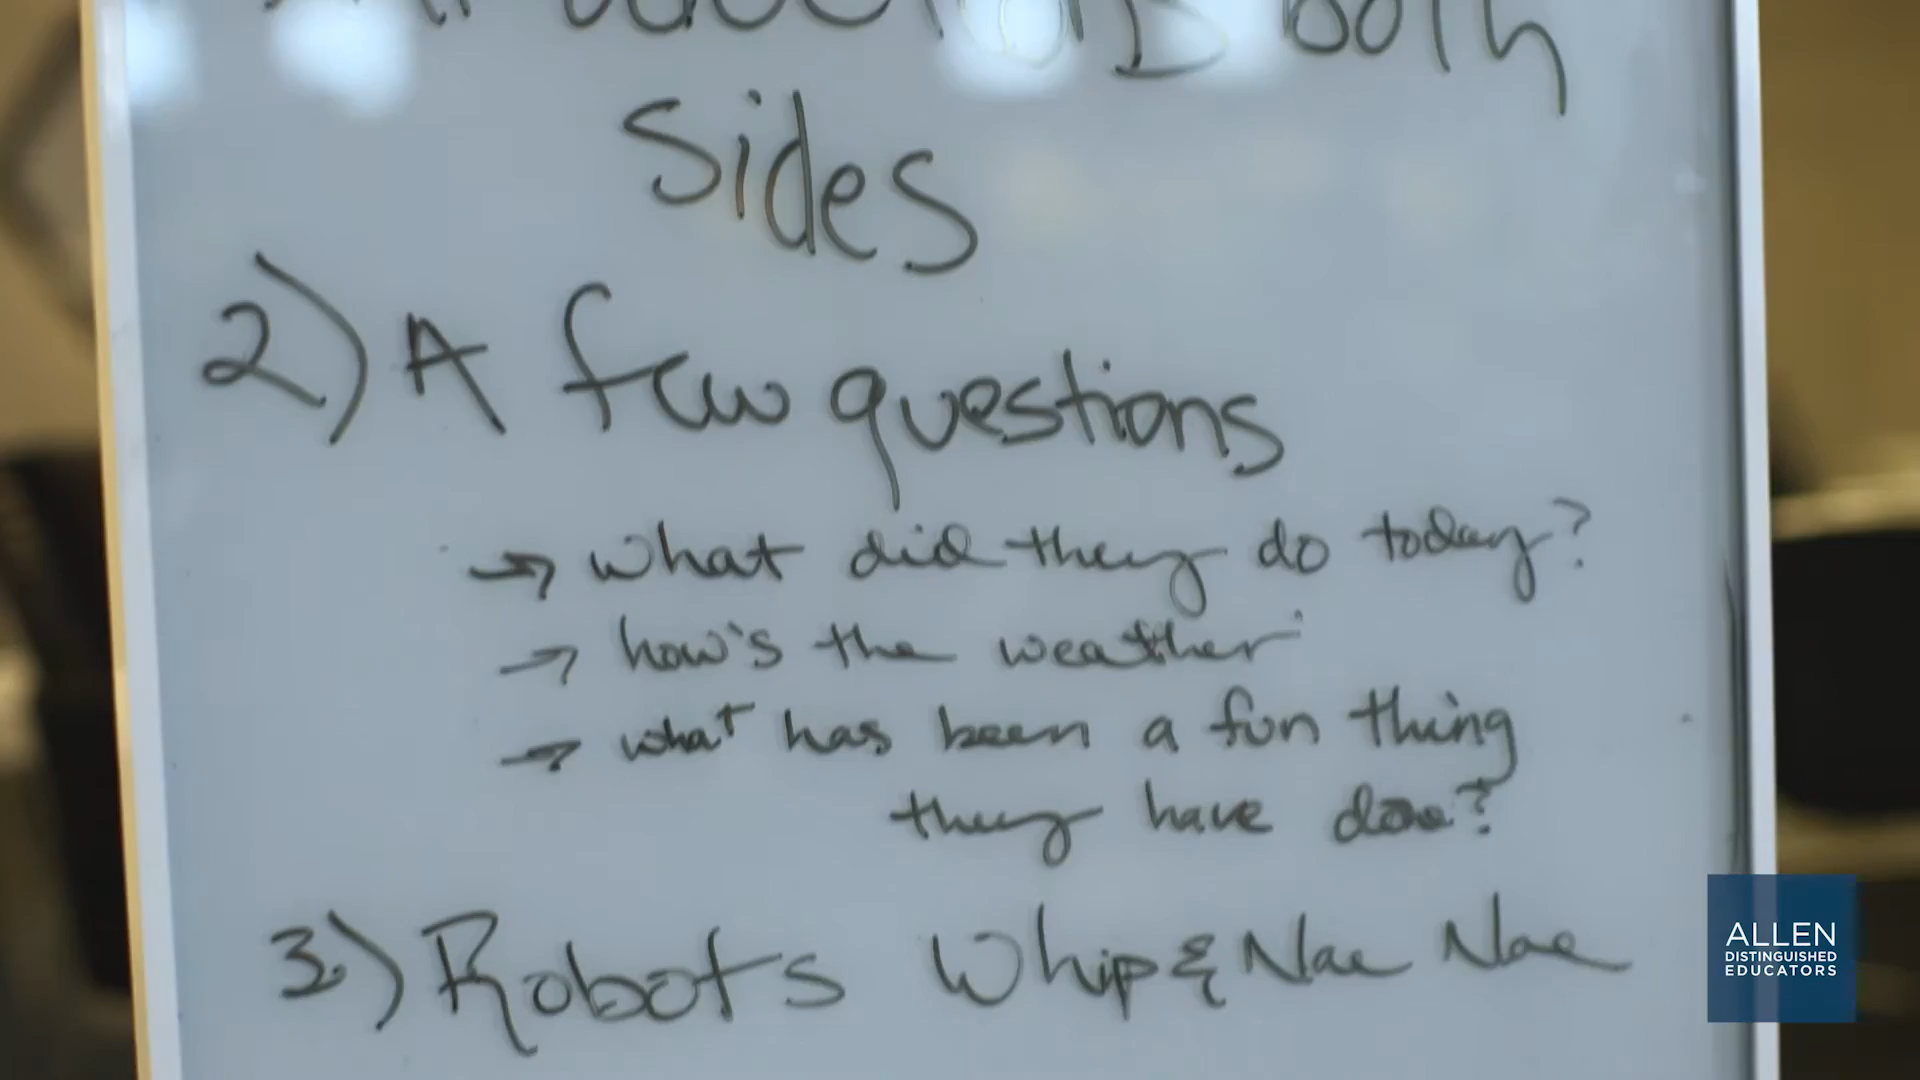 Both
Sides
2) A few questions
→ what did they do today?
→ how's the weather
→ what has been a fun thing
they have done?
3) Robots Whip & Nae Nae
ALLEN
DISTINGUISHED
EDUCATORS